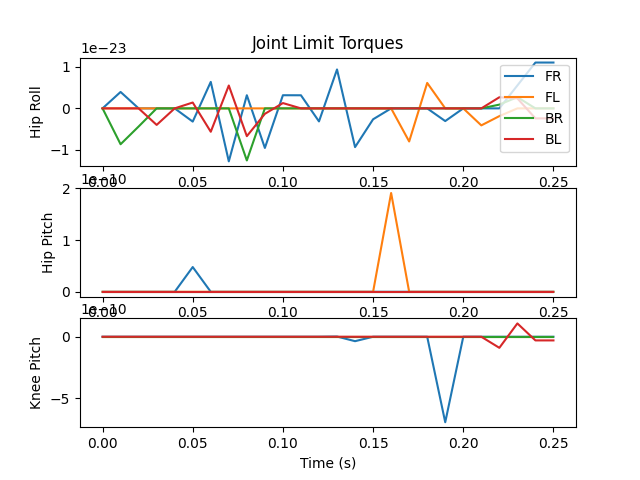 Joint Limit Torques
1e−23
Hip Roll
1
0
−1
FR
FL
BR
BL
0.00 0.05 0.10 0.15 0.20 0.25
1e−10
Hip Pitch
2
1
0
0.00 0.05 0.10 0.15 0.20 0.25
1e−10
Knee Pitch
0
−5
0.00 0.05 0.10 0.15 0.20 0.25
Time (s)